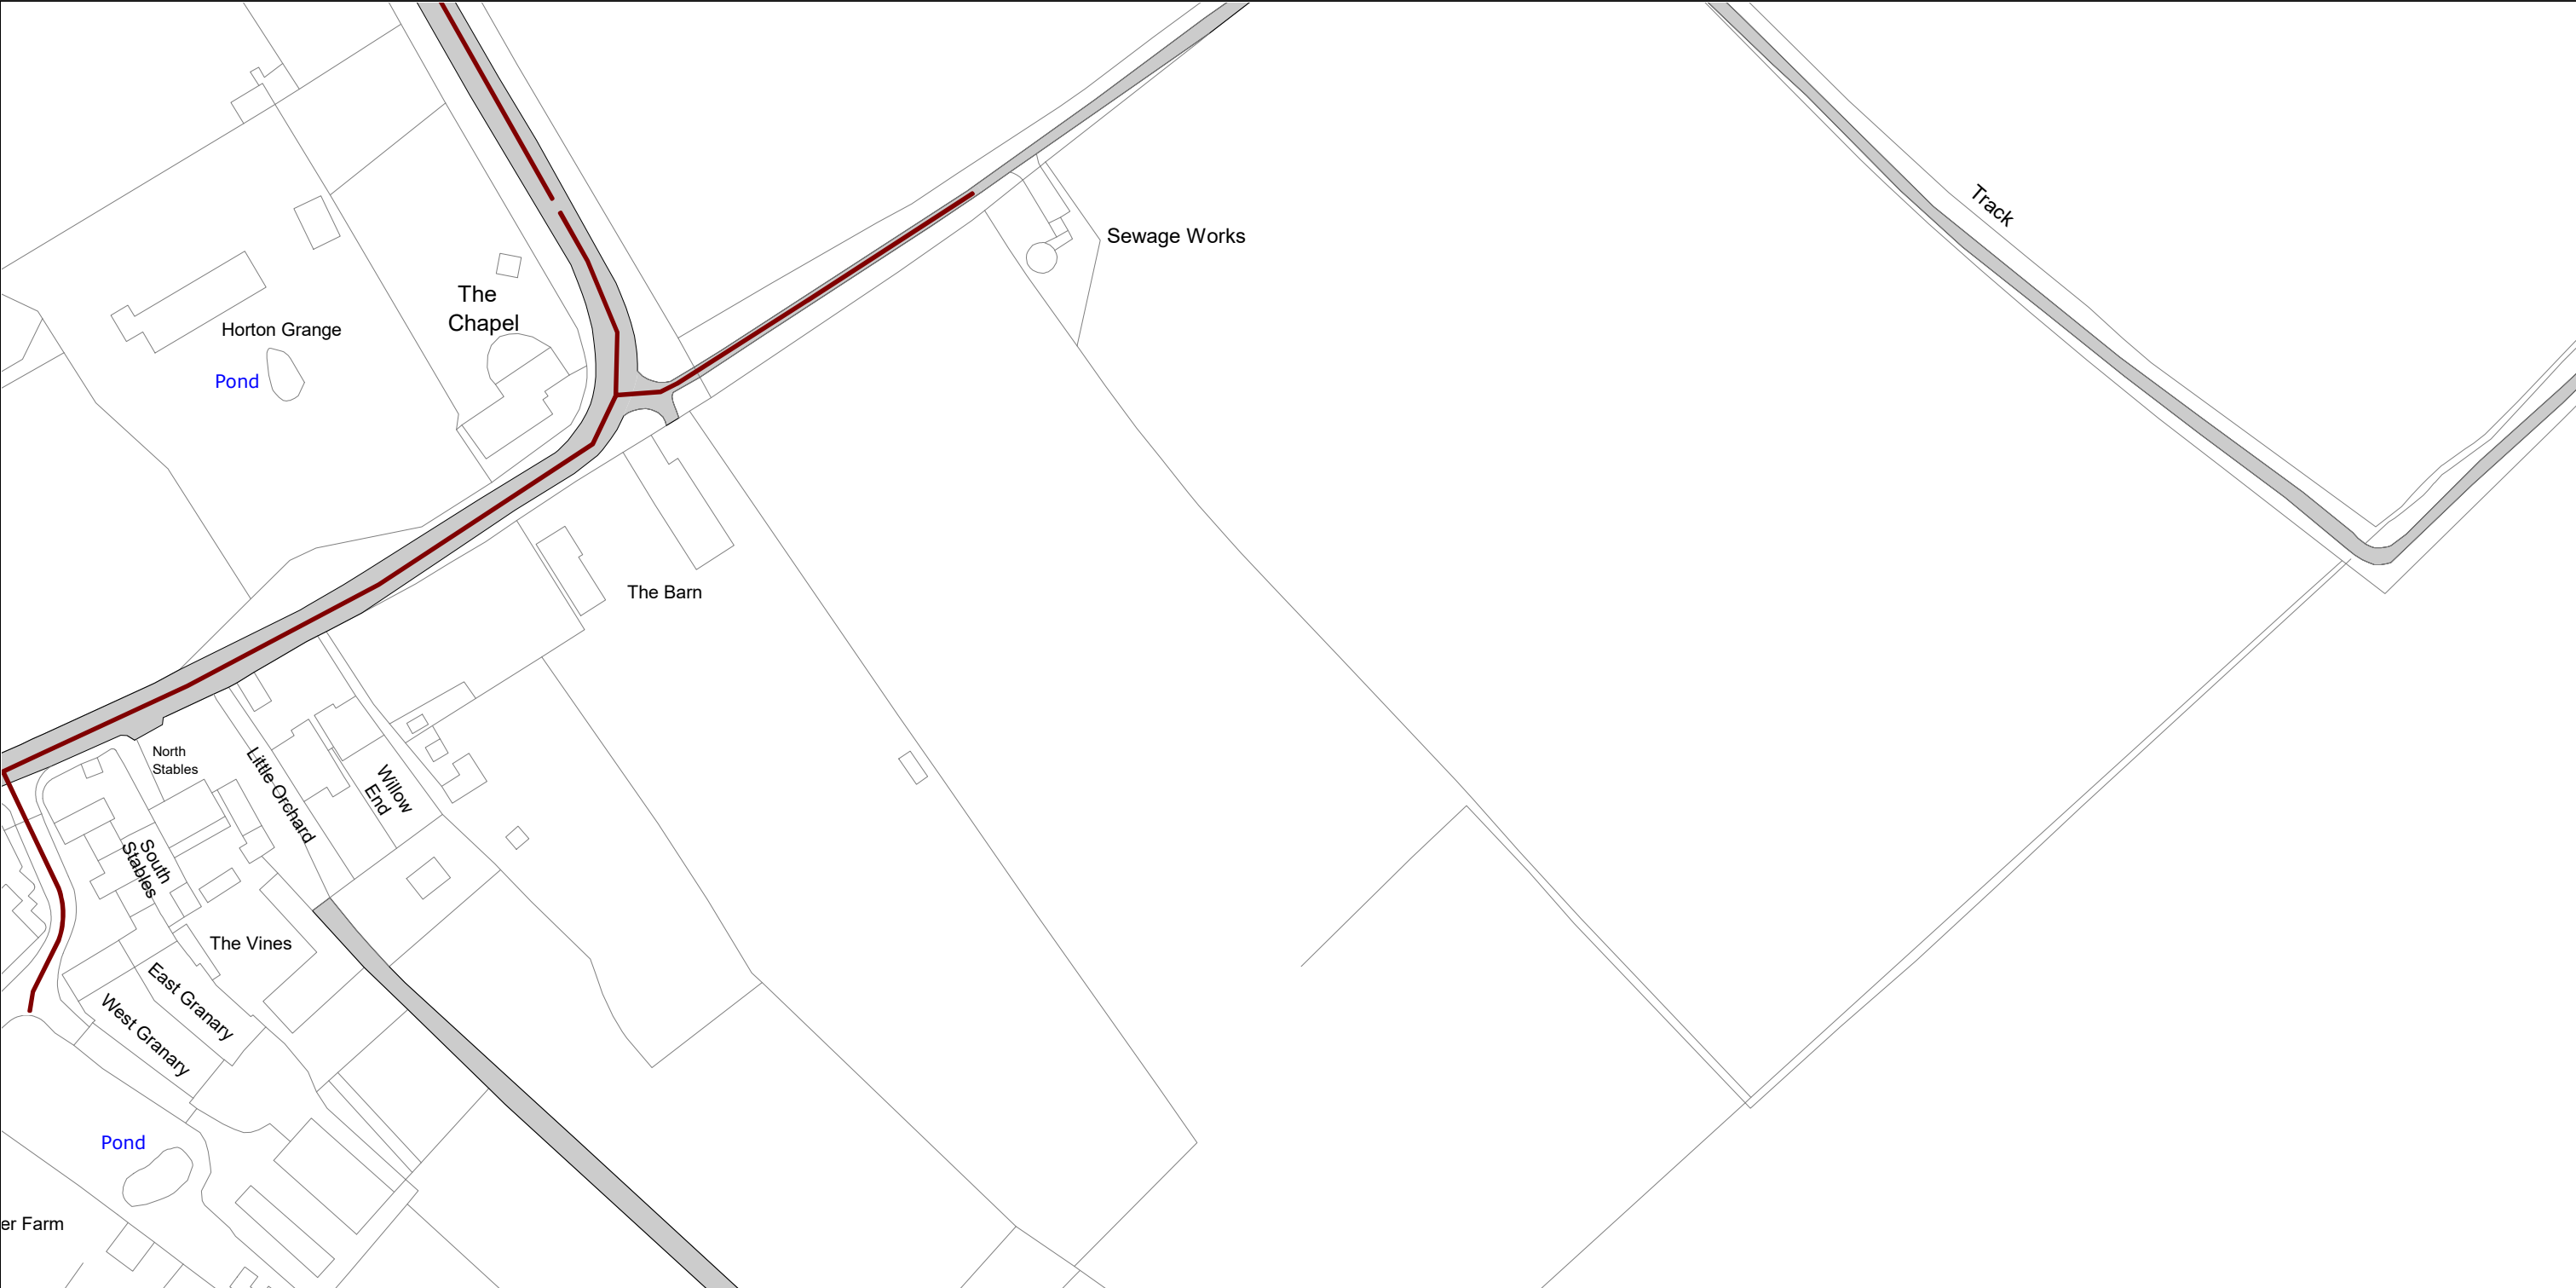 Track
Sewage Works
The
Chapel
Horton Grange
Pond
The Barn
North
Stables
Little Orchard
Willow
End
South
Stables
The Vines
East Granary
West Granary
Pond
er Farm